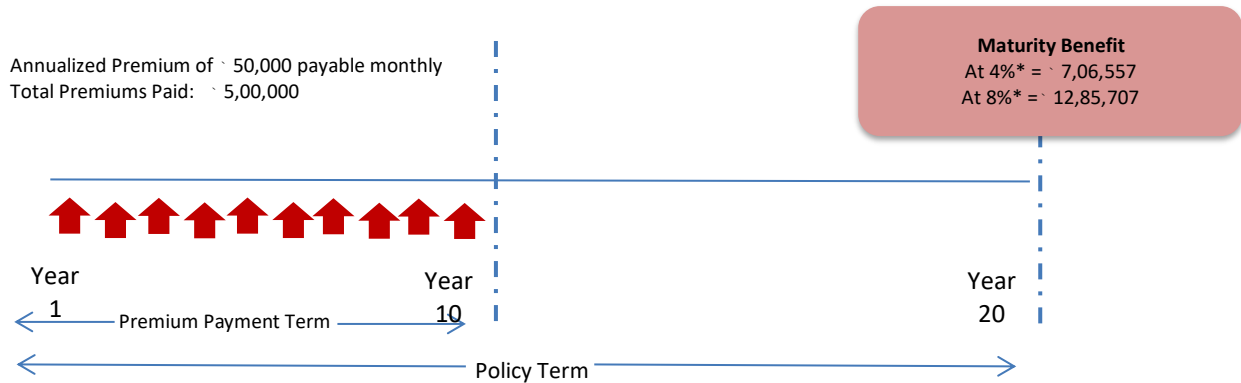 Annualized Premium of ` 50,000 payable monthly
Total Premiums Paid: ` 5,00,000
Maturity Benefit
At 4%* = ` 7,06,557
At 8%* = ` 12,85,707
Year
1
Year
10
Year
20
Premium Payment Term
Policy Term